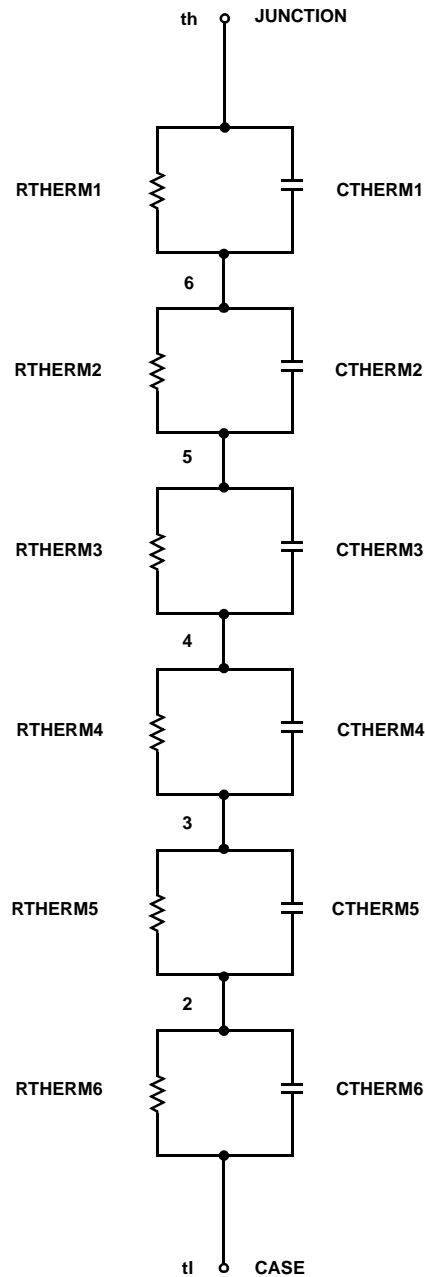 th JUNCTION
RTHERM1 CTHERM1
6
RTHERM2 CTHERM2
5
RTHERM3 CTHERM3
4
RTHERM4 CTHERM4
3
RTHERM5 CTHERM5
2
RTHERM6 CTHERM6
tl CASE